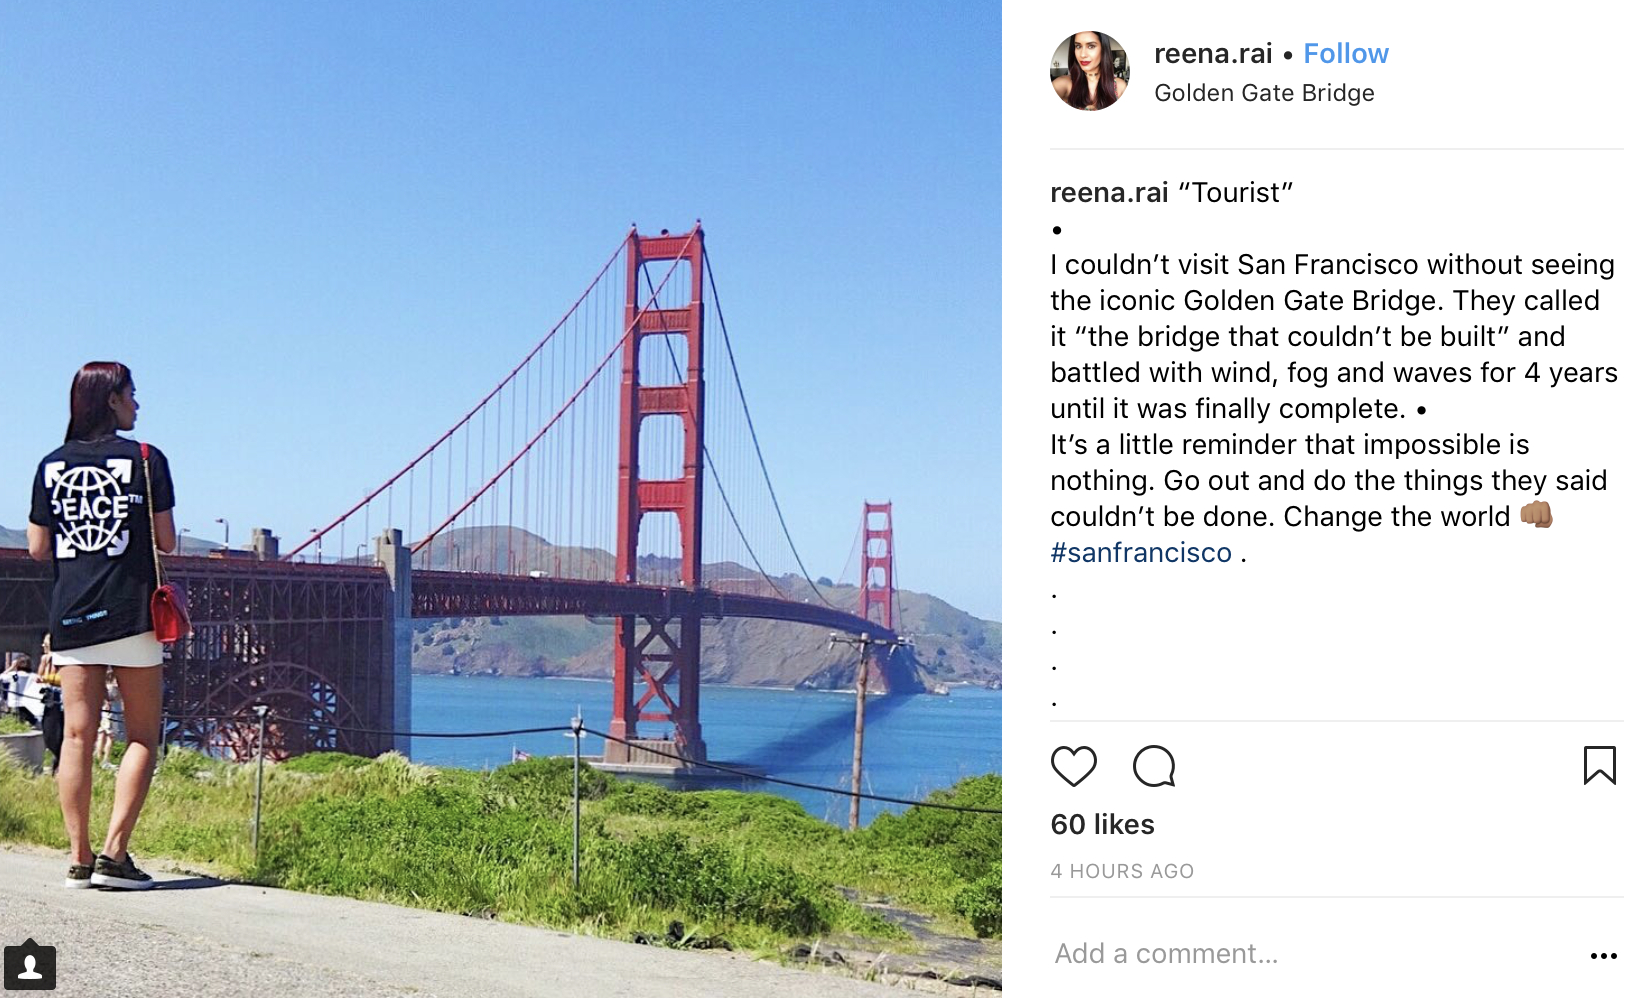 PEACE™
SEEING THINGS
reena.rai • Follow
Golden Gate Bridge
reena.rai “Tourist”
•
I couldn’t visit San Francisco without seeing
the iconic Golden Gate Bridge. They called
it “the bridge that couldn’t be built” and
battled with wind, fog and waves for 4 years
until it was finally complete. •
It’s a little reminder that impossible is
nothing. Go out and do the things they said
couldn’t be done. Change the world 👊🏽
#sanfrancisco .
.
.
.
.
60 likes
4 HOURS AGO
Add a comment...